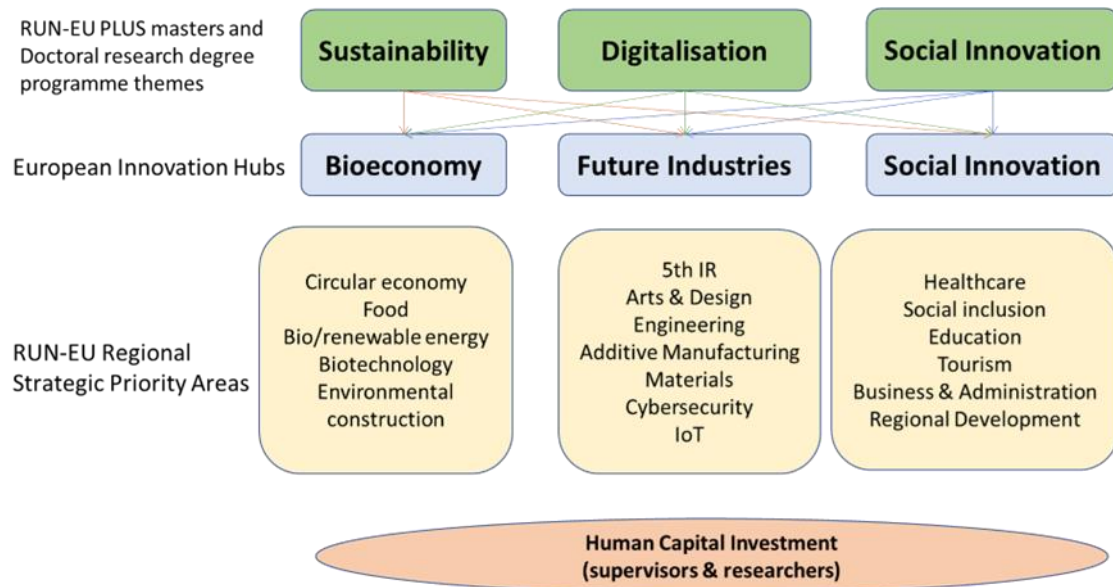 RUN-EU PLUS masters and
Doctoral research degree
programme themes
Sustainability
Digitalisation
Social Innovation
European Innovation Hubs
Bioeconomy
Future Industries
Social Innovation
RUN-EU Regional
Strategic Priority Areas
Circular economy
Food
Bio/renewable energy
Biotechnology
Environmental
construction
5th IR
Arts & Design
Engineering
Additive Manufacturing
Materials
Cybersecurity
IoT
Healthcare
Social inclusion
Education
Tourism
Business & Administration
Regional Development
Human Capital Investment
(supervisors & researchers)